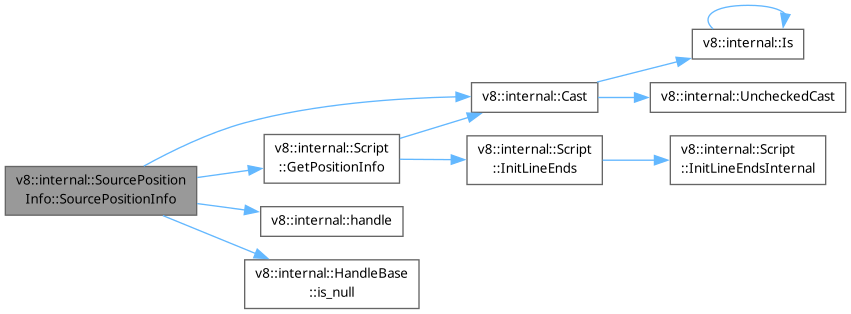 v8::internal::SourcePosition
Info::SourcePositionInfo
v8::internal::Script
::GetPositionInfo
v8::internal::handle
v8::internal::HandleBase
::is_null
v8::internal::Cast
v8::internal::Script
::InitLineEnds
v8::internal::Is
v8::internal::UncheckedCast
v8::internal::Script
::InitLineEndsInternal